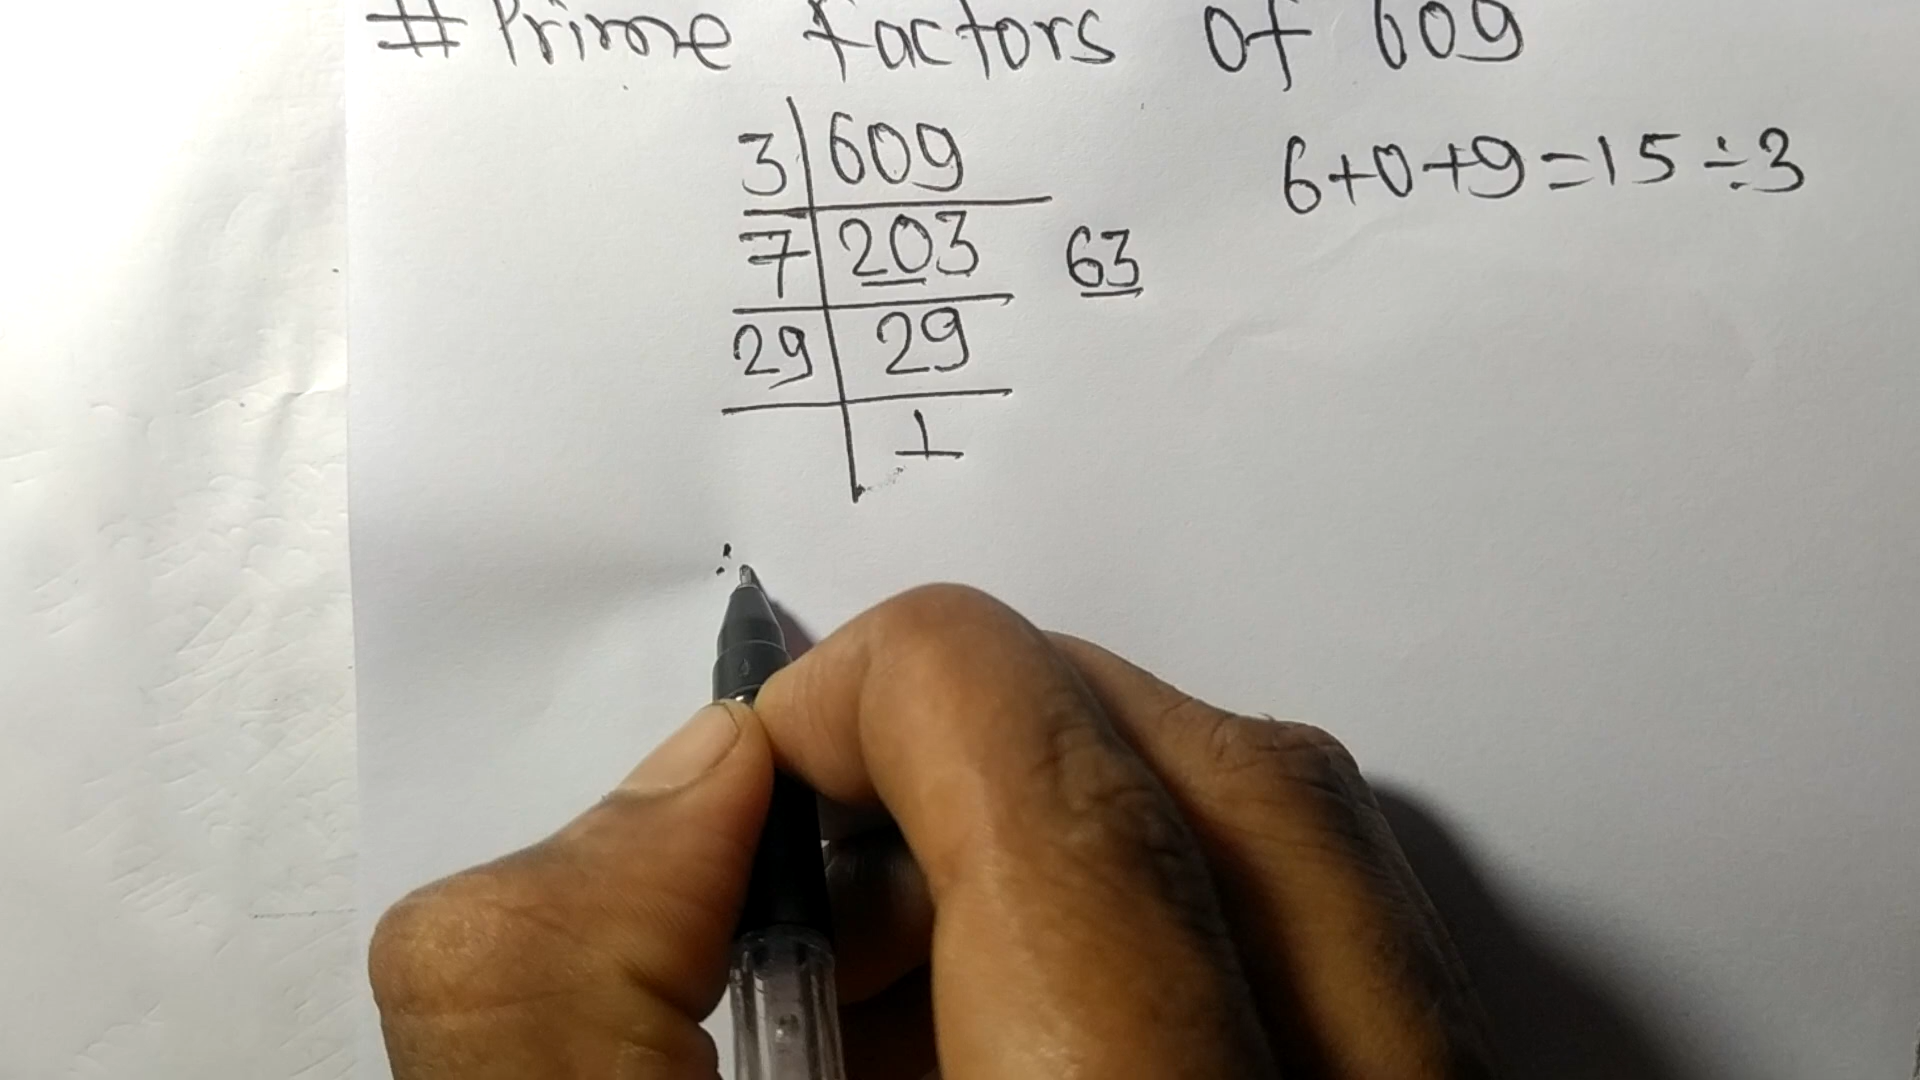 #Prime factors of 609
3 609 6+0+9=15÷3
7 203 63
29 29
1
∴